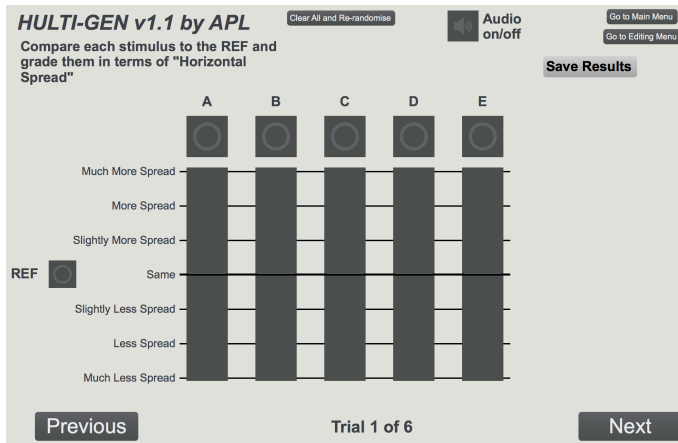 HULTI-GEN v1.1 by APL
Clear All and Re-randomise
Audio
on/off
Go to Main Menu
Go to Editing Menu
Compare each stimulus to the REF and
grade them in terms of "Horizontal
Spread"
Save Results
A B C D E
Much More Spread
More Spread
Slightly More Spread
REF
Same
Slightly Less Spread
Less Spread
Much Less Spread
Previous
Trial 1 of 6
Next